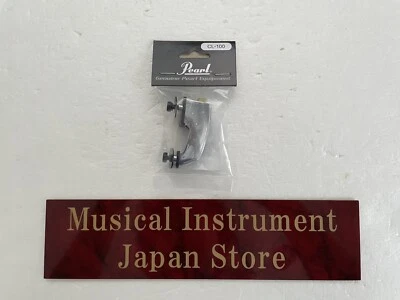 CL-100
Pearl
Genuine Pearl Equipment
Musical Instrument
Japan Store